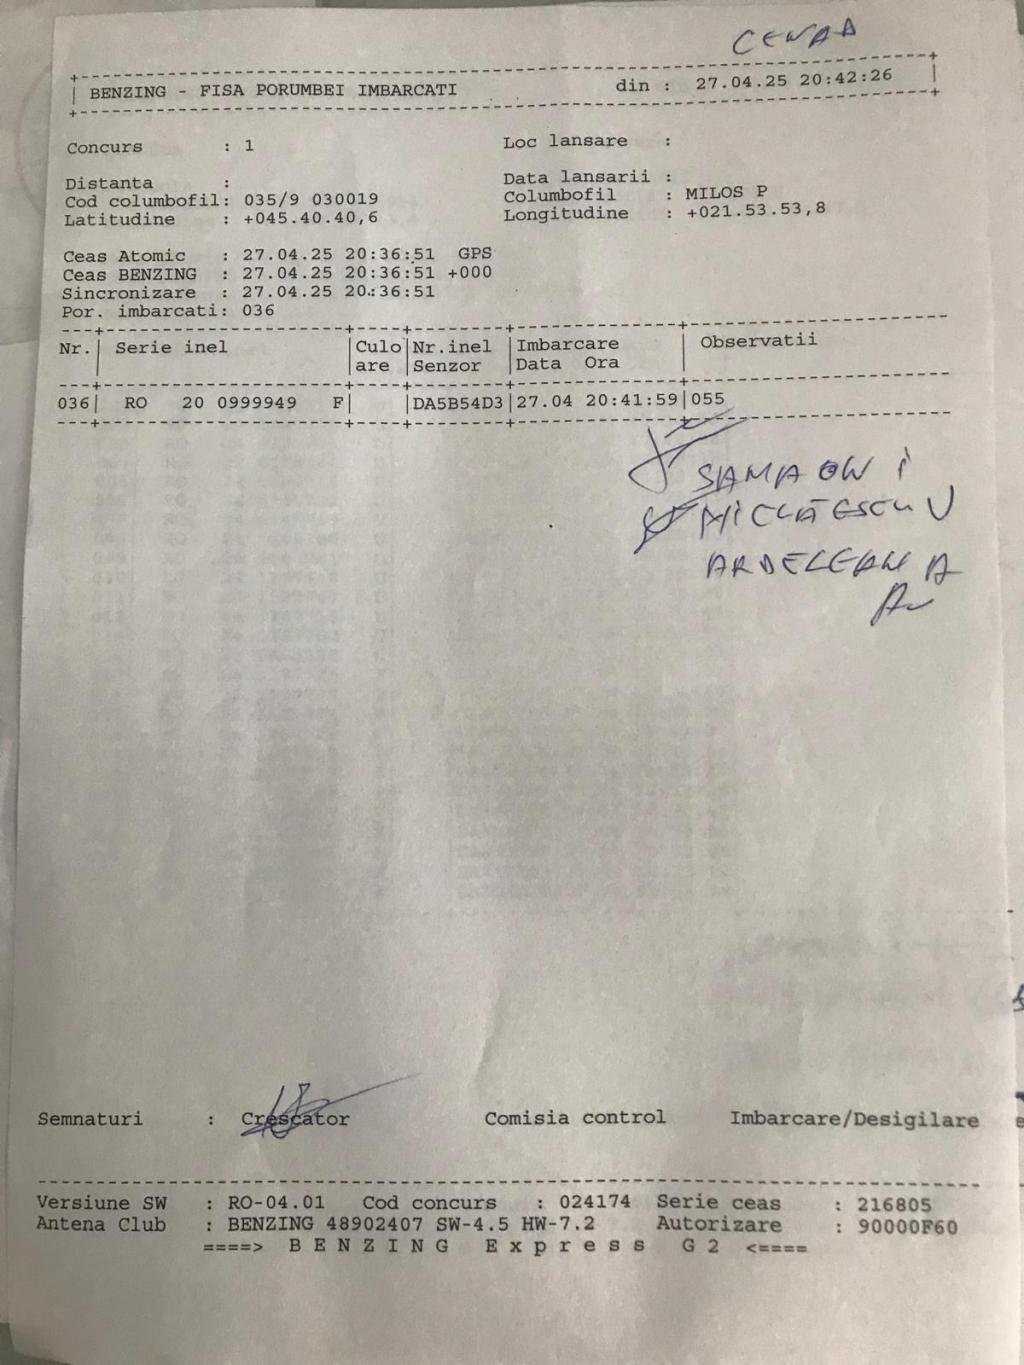 CENAD
BENZING - FISA PORUMBEI IMBARCATI din : 27.04.25 20:42:26
Concurs : 1 Loc lansare :
Distanta : Data lansarii :
Cod columbofil: 035/9 030019 Columbofil : MILOS P
Latitudine : +045.40.40,6 Longitudine : +021.53.53,8
Ceas Atomic : 27.04.25 20:36:51 GPS
Ceas BENZING : 27.04.25 20:36:51 +000
Sincronizare : 27.04.25 20:36:51
Por. imbarcati: 036
Nr.| Serie inel |Culo|Nr.inel |Imbarcare | Observatii
are |Senzor |Data Ora
036| RO 20 0999949 F| |DA5B54D3|27.04 20:41:59|055
I
U
ARDELEAN A
Semnaturi : Crescator Comisia control Imbarcare/Desigilare
Versiune SW : RO-04.01 Cod concurs : 024174 Serie ceas : 216805
Antena Club : BENZING 48902407 SW-4.5 HW-7.2 Autorizare : 90000F60
====> B E N Z I N G E x p r e s s G 2 <====